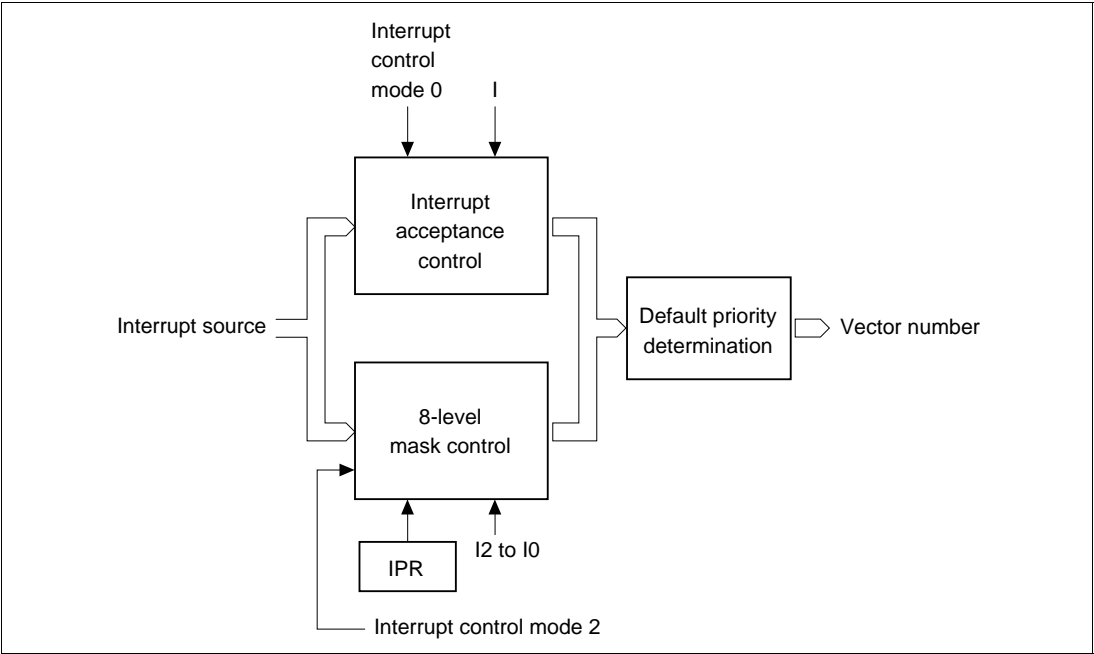 Interrupt
control
mode 0
I
Interrupt
acceptance
control
Interrupt source
Default priority
determination
Vector number
8-level
mask control
I2 to I0
IPR
Interrupt control mode 2